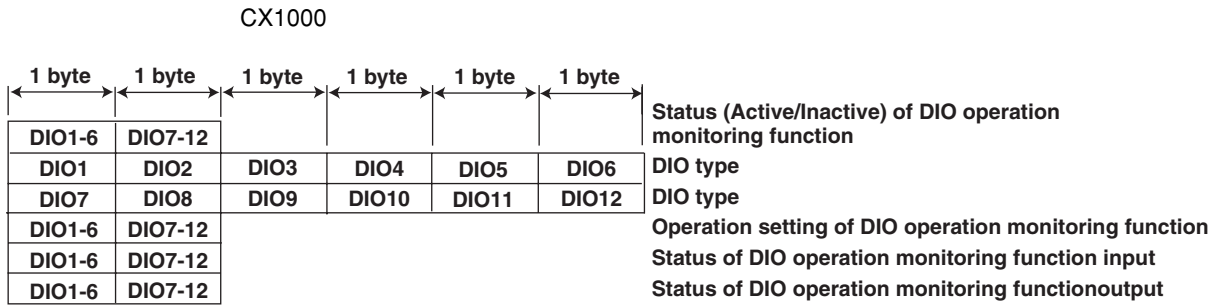 CX1000
1 byte 1 byte 1 byte 1 byte 1 byte 1 byte
Status (Active/Inactive) of DIO operation
DIO1-6 DIO7-12 monitoring function
DIO1 DIO2 DIO3 DIO4 DIO5 DIO6 DIO type
DIO7 DIO8 DIO9 DIO10 DIO11 DIO12 DIO type
DIO1-6 DIO7-12 Operation setting of DIO operation monitoring function
DIO1-6 DIO7-12 Status of DIO operation monitoring function input
DIO1-6 DIO7-12 Status of DIO operation monitoring functionoutput